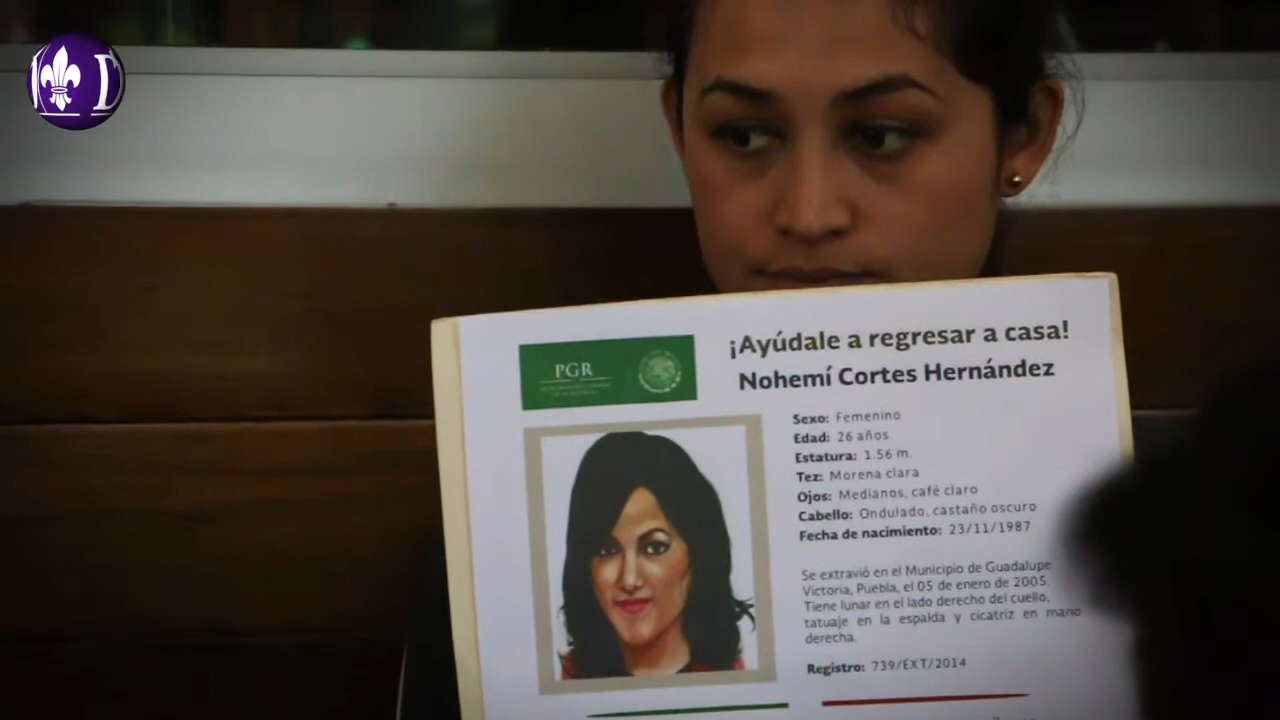 D
PGR
¡Ayúdale a regresar a casa!
Nohemí Cortes Hernández
Sexo: Femenino
Edad: 26 años
Estatura: 1.56 m.
Tez: Morena clara
Ojos: Medianos, café claro
Cabello: Ondulado, castaño oscuro
Fecha de nacimiento: 23/11/1987
Se extravió en el Municipio de Guadalupe
Victoria, Puebla, el 05 de enero de 2005.
Tiene lunar en el lado derecho del cuello,
tatuaje en la espalda y cicatriz en mano
derecha.
Registro: 739/EXT/2014